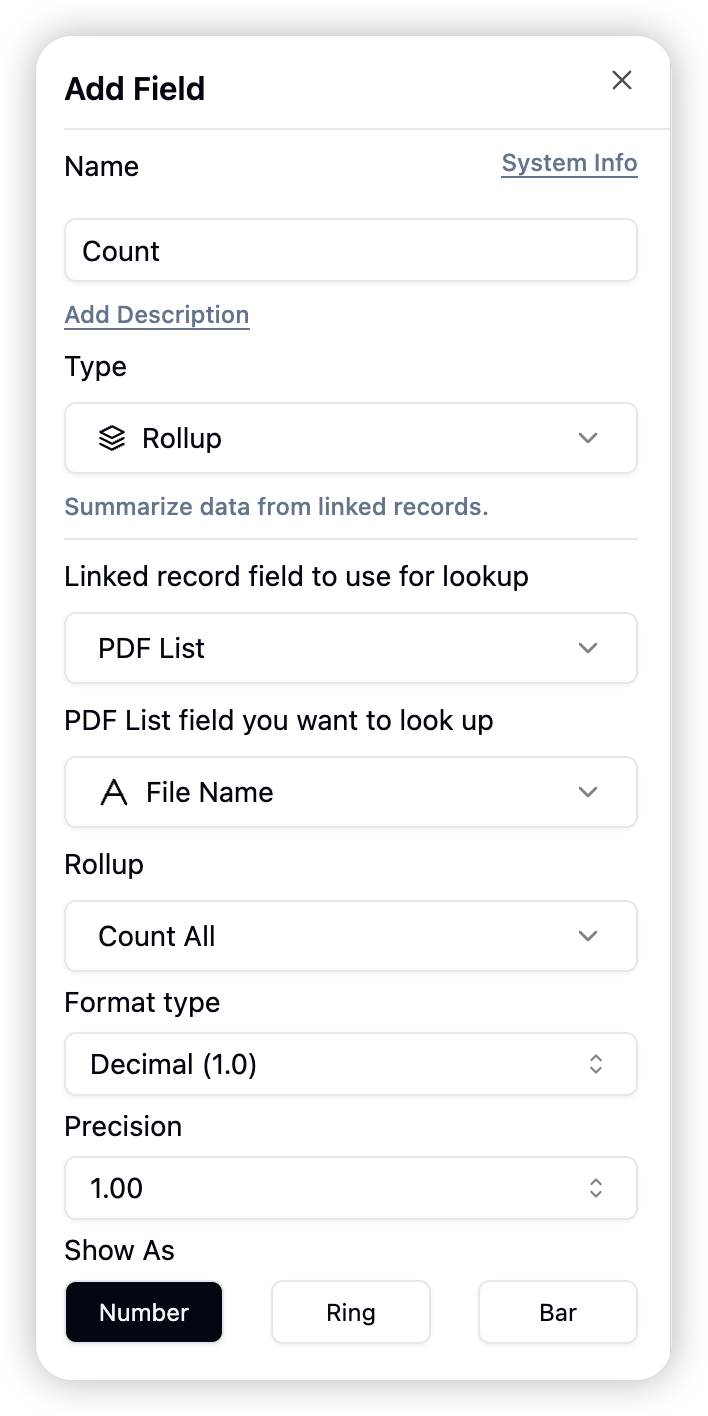 Add Field
Name
System Info
Count
Add Description
Type
Rollup
Summarize data from linked records.
Linked record field to use for lookup
PDF List
PDF List field you want to look up
File Name
Rollup
Count All
Format type
Decimal (1.0)
Precision
1.00
Show As
Number
Ring
Bar